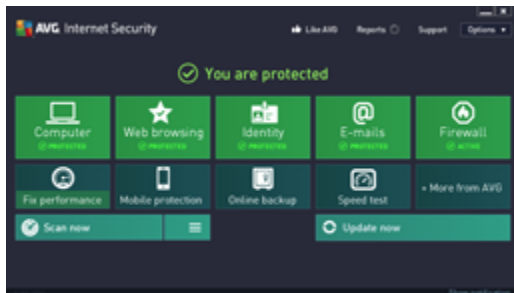 AVG Internet Security
Like AVG Reports Support Options
You are protected
Computer Web browsing Identity E-mails Firewall
PROTECTED PROTECTED PROTECTED PROTECTED ACTIVE
Fix performance Mobile protection Online backup Speed test + More from AVG
Scan now Update now